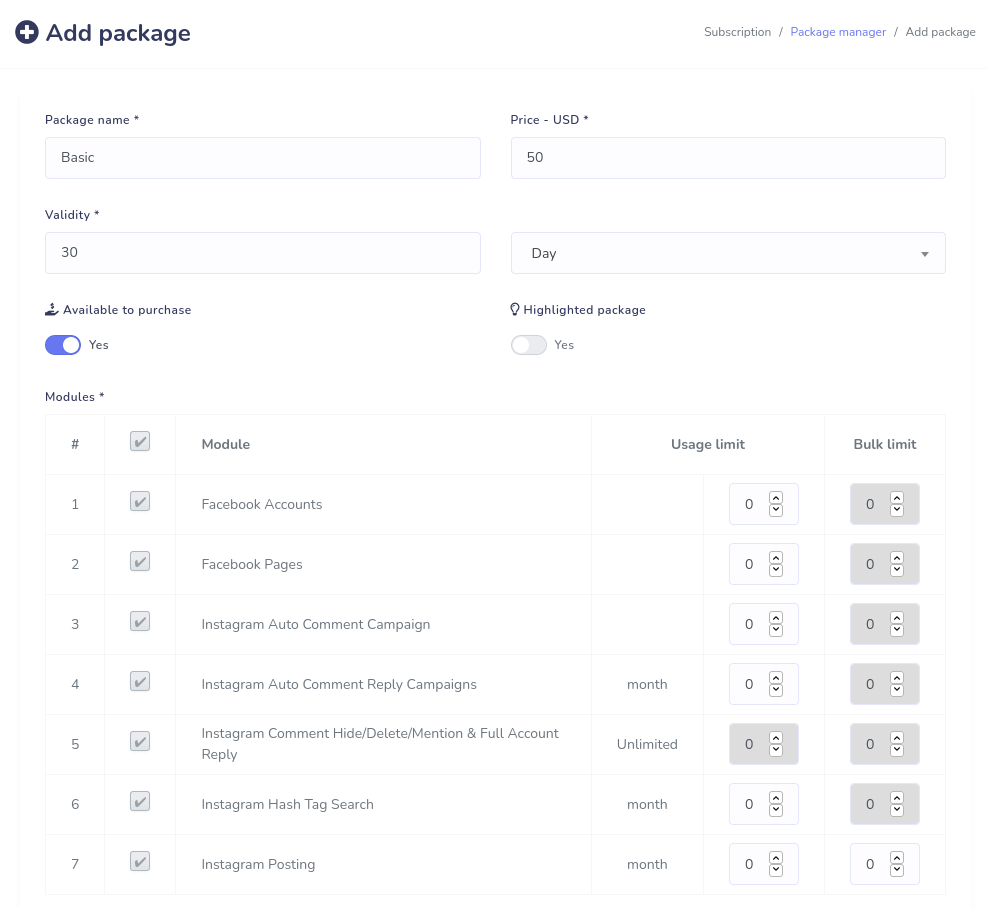 Add package
Subscription / Package manager / Add package
Package name * Price - USD *
Basic 50
Validity *
30 Day
Available to purchase Highlighted package
Yes Yes
Modules *
# Module Usage limit Bulk limit
1 Facebook Accounts 0 0
2 Facebook Pages 0 0
3 Instagram Auto Comment Campaign 0 0
4 Instagram Auto Comment Reply Campaigns month 0 0
5 Instagram Comment Hide/Delete/Mention & Full Account
Reply Unlimited 0 0
6 Instagram Hash Tag Search month 0 0
7 Instagram Posting month 0 0